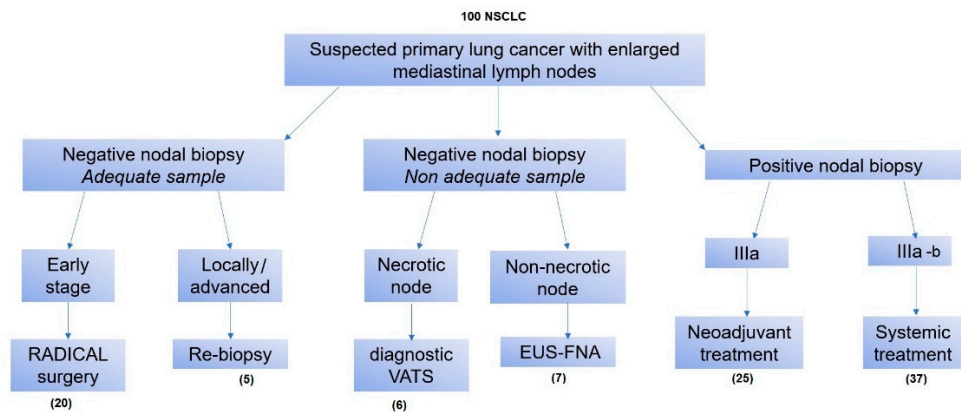 100 NSCLC
Suspected primary lung cancer with enlarged
mediastinal lymph nodes
Negative nodal biopsy
Adequate sample
Negative nodal biopsy
Non adequate sample
Positive nodal biopsy
Early
stage
Locally/
advanced
Necrotic
node
Non-necrotic
node
IIIa
IIIa -b
RADICAL
surgery
(20)
Re-biopsy
(5)
diagnostic
VATS
(6)
EUS-FNA
(7)
Neoadjuvant
treatment
(25)
Systemic
treatment
(37)